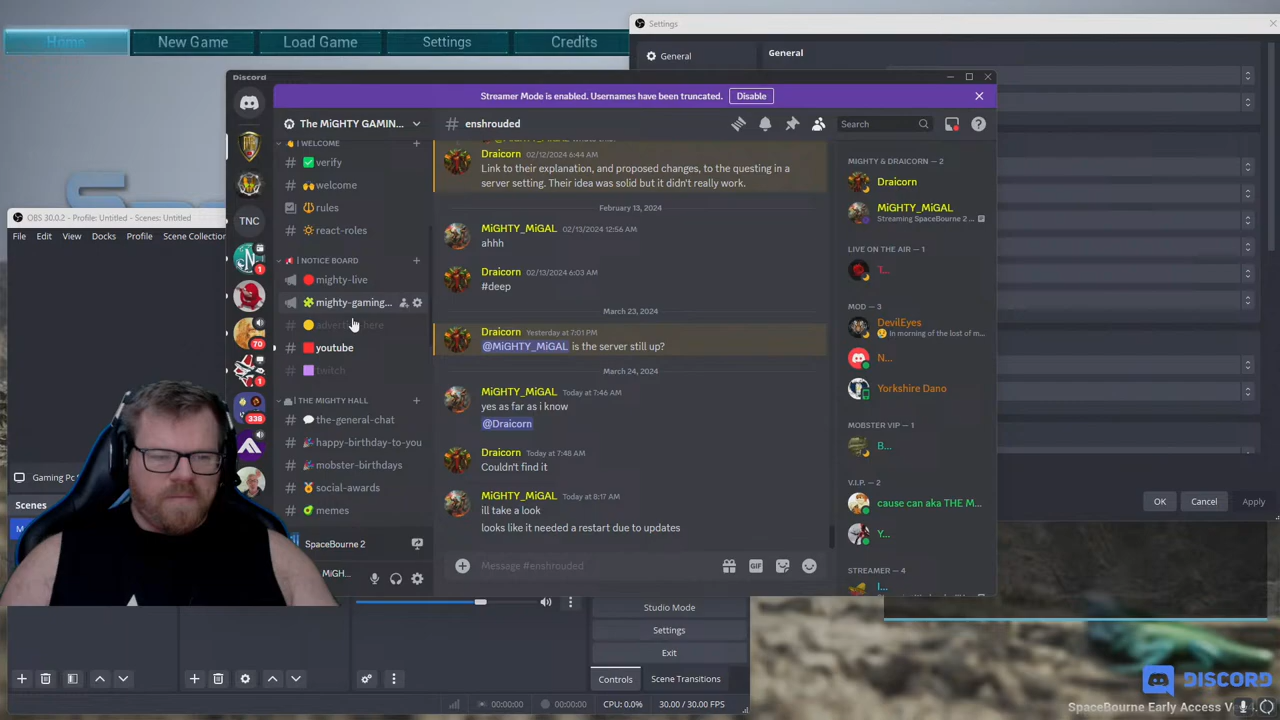 Settings
Home
New Game
Load Game
Settings
Credits
General
General
Discord
Streamer Mode is enabled. Usernames have been truncated.
Disable
The MiGHTY GAMIN...
enshrouded
Search
WELCOME
verify
welcome
rules
react-roles
NOTICE BOARD
mighty-live
mighty-gaming...
youtube
twitch
THE MIGHTY HALL
the-general-chat
happy-birthday-to-you
mobster-birthdays
social-awards
memes
SpaceBourne 2
MiGH...
TNC
1
70
1
338
Draicorn 02/12/2024 6:44 AM
Link to their explanation, and proposed changes, to the questing in a
server setting. Their idea was solid but it didn't really work.
February 13, 2024
MiGHTY_MiGAL 02/13/2024 12:56 AM
ahhh
Draicorn 02/13/2024 6:03 AM
#deep
March 23, 2024
Draicorn Yesterday at 7:01 PM
@MiGHTY_MiGAL is the server still up?
March 24, 2024
MiGHTY_MiGAL Today at 7:46 AM
yes as far as i know
@Draicorn
Draicorn Today at 7:48 AM
Couldn't find it
MiGHTY_MiGAL Today at 8:17 AM
ill take a look
looks like it needed a restart due to updates
Message #enshrouded
GIF
MIGHTY & DRAICORN — 2
Draicorn
MiGHTY_MiGAL
Streaming SpaceBourne 2 ...
LIVE ON THE AIR — 1
T...
MOD — 3
DevilEyes
In morning of the lost of m...
N...
Yorkshire Dano
MOBSTER VIP — 1
B...
V.I.P. — 2
cause can aka THE M...
Y...
STREAMER — 4
I...
OBS 30.0.2 - Profile: Untitled - Scenes: Untitled
File Edit View Docks Profile Scene Collection
Gaming Pc
Scenes
OK
Cancel
Apply
Studio Mode
Settings
Exit
Controls
Scene Transitions
00:00:00
00:00:00
CPU: 0.0%
30.00 / 30.00 FPS
DISCORD
SpaceBourne Early Access